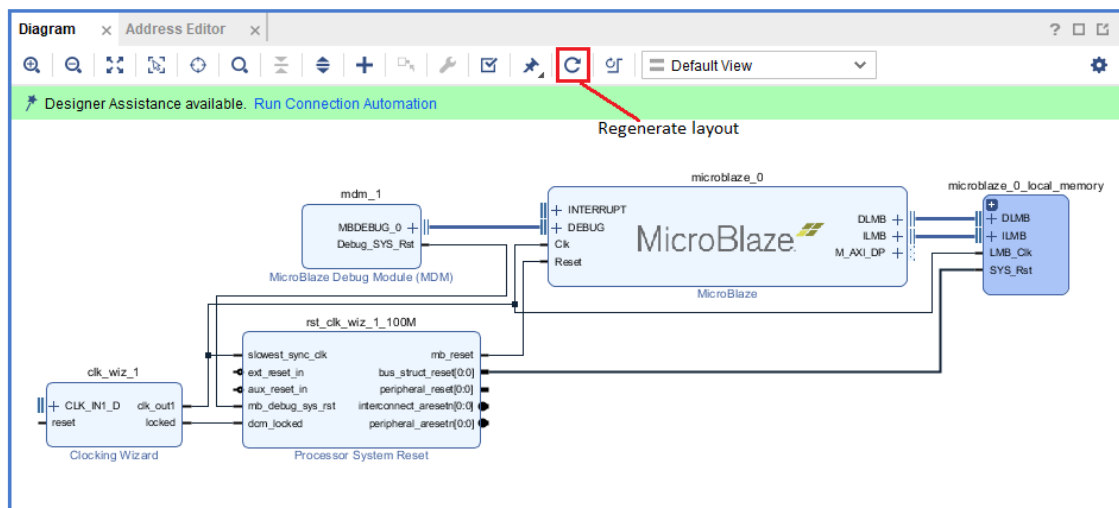 Diagram
Address Editor
Default View
Designer Assistance available. Run Connection Automation
Regenerate layout
microblaze_0
microblaze_0_local_memory
mdm_1
MBDEBUG_0
Debug_SYS_Rst
MicroBlaze Debug Module (MDM)
INTERRUPT
DEBUG
Clk
Reset
MicroBlaze
DLMB
ILMB
M_AXI_DP
MicroBlaze
DLMB
ILMB
LMB_Clk
SYS_Rst
rst_clk_wiz_1_100M
slowest_sync_clk
ext_reset_in
aux_reset_in
mb_debug_sys_rst
dcm_locked
mb_reset
bus_struct_reset[0:0]
peripheral_reset[0:0]
interconnect_aresetn[0:0]
peripheral_aresetn[0:0]
Processor System Reset
clk_wiz_1
CLK_IN1_D
reset
clk_out1
locked
Clocking Wizard